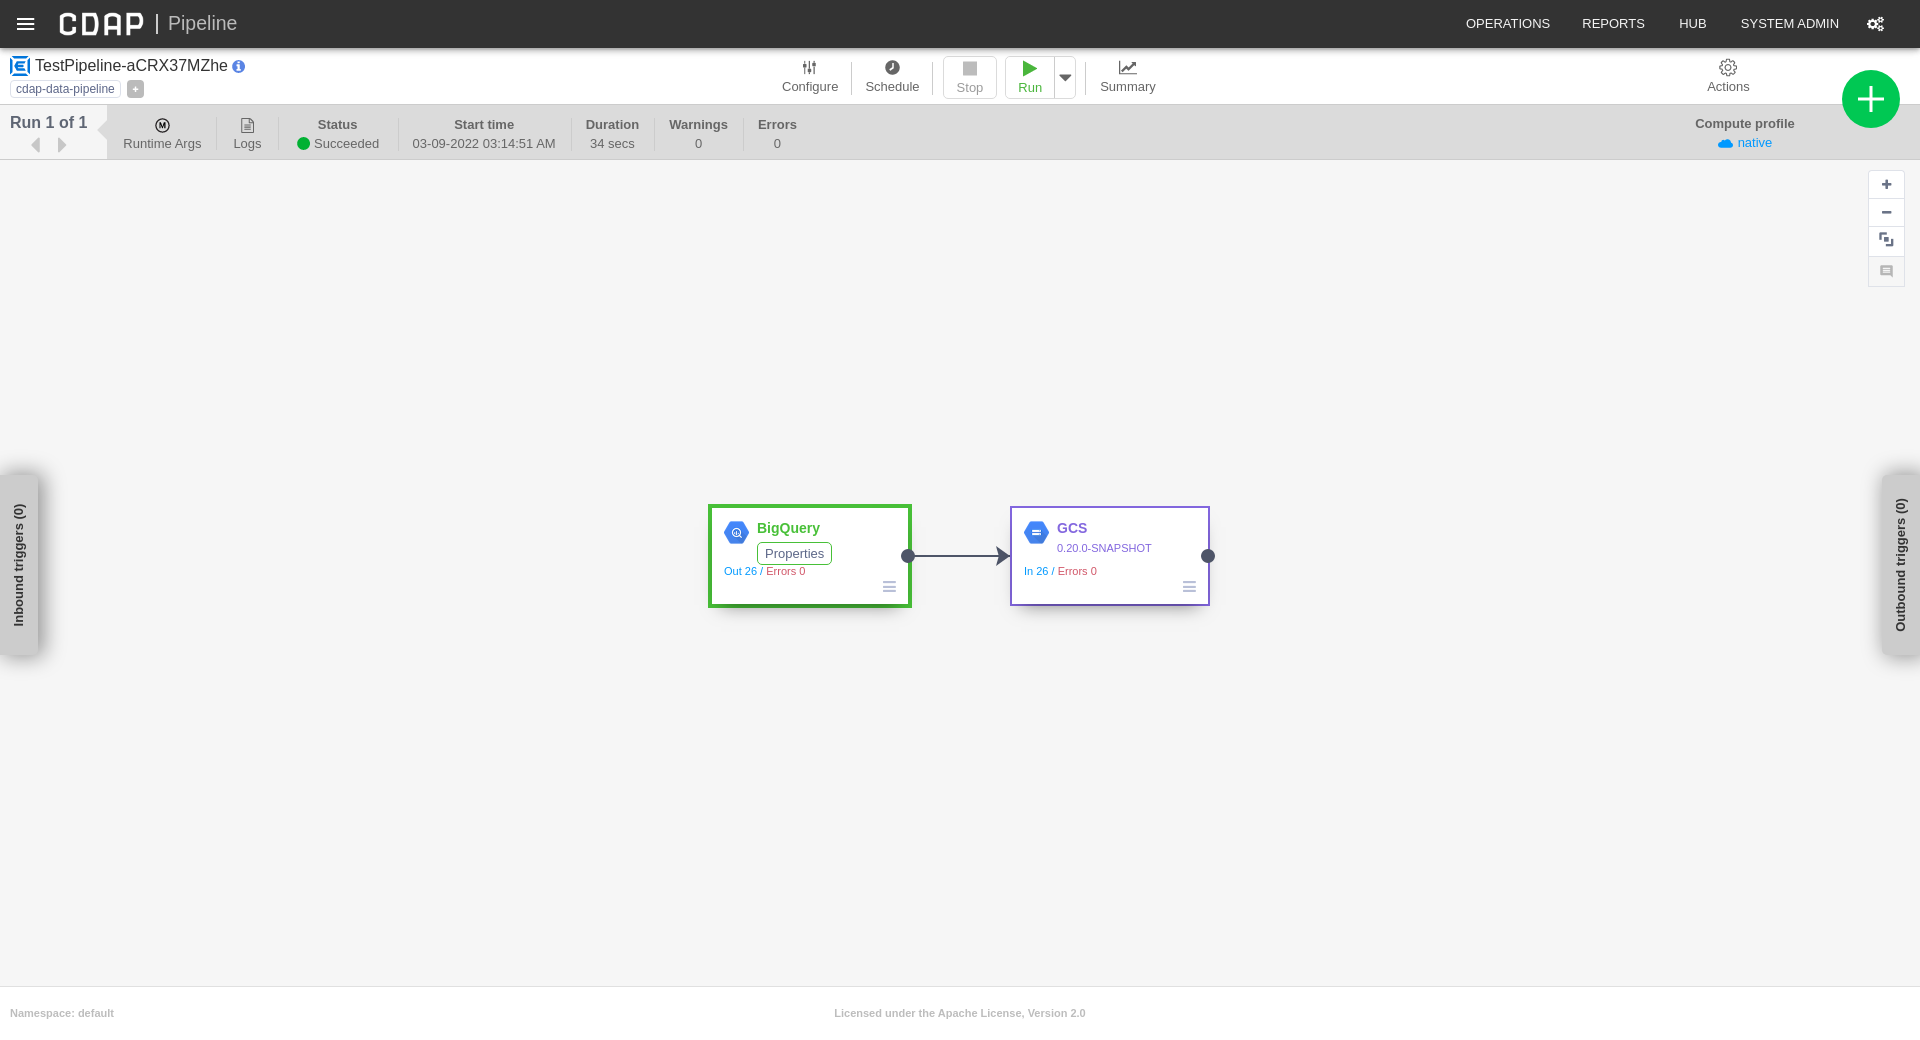 CDAP | Pipeline
OPERATIONS REPORTS HUB SYSTEM ADMIN
TestPipeline-aCRX37MZhe
cdap-data-pipeline +
Configure Schedule Stop Run Summary Actions
Run 1 of 1
Runtime Args
Logs
Status
Succeeded
Start time
03-09-2022 03:14:51 AM
Duration
34 secs
Warnings
0
Errors
0
Compute profile
native
Inbound triggers (0)
BigQuery
Properties
Out 26 / Errors 0
GCS
0.20.0-SNAPSHOT
In 26 / Errors 0
Outbound triggers (0)
Namespace: default
Licensed under the Apache License, Version 2.0